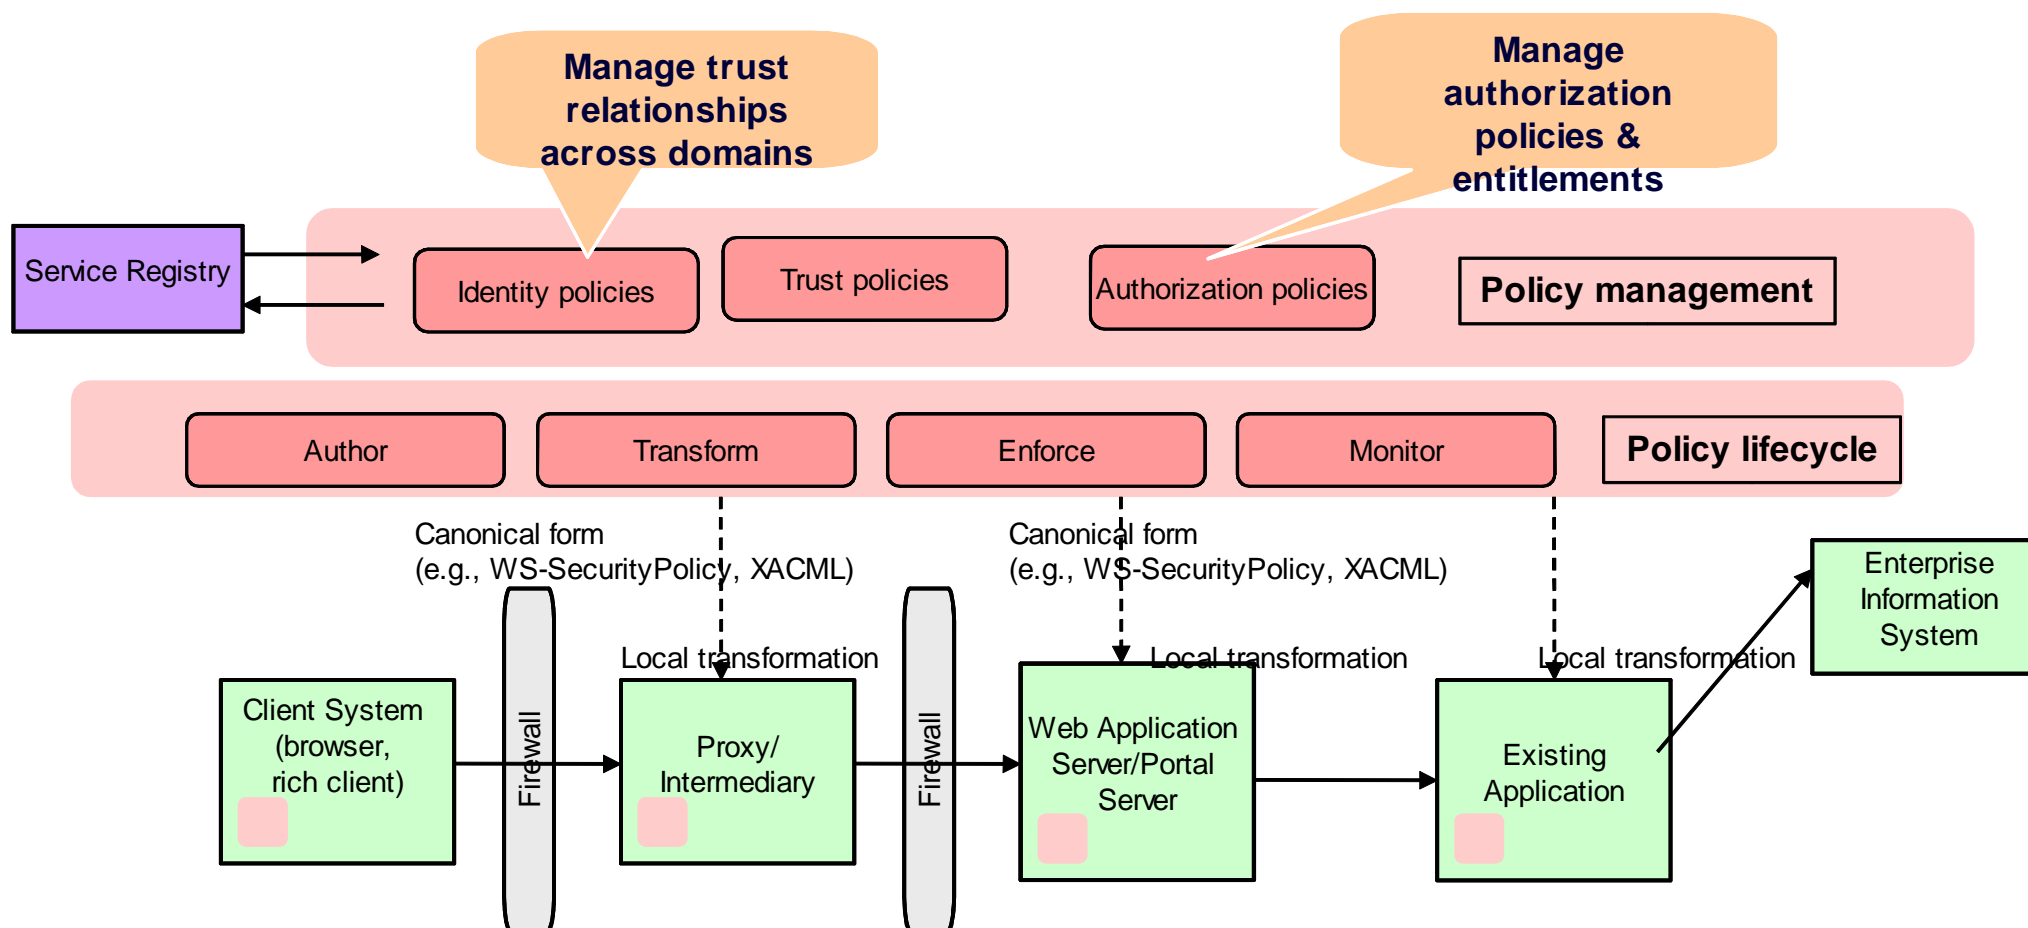 Manage trust
relationships
across domains
Manage
authorization
policies &
entitlements
Service Registry
Identity policies
Trust policies
Authorization policies
Policy management
Author
Transform
Enforce
Monitor
Policy lifecycle
Canonical form
(e.g., WS-SecurityPolicy, XACML)
Canonical form
(e.g., WS-SecurityPolicy, XACML)
Enterprise
Information
System
Local transformation
Local transformation
Local transformation
Client System
(browser,
rich client)
Firewall
Proxy/
Intermediary
Firewall
Web Application
Server/Portal
Server
Existing
Application